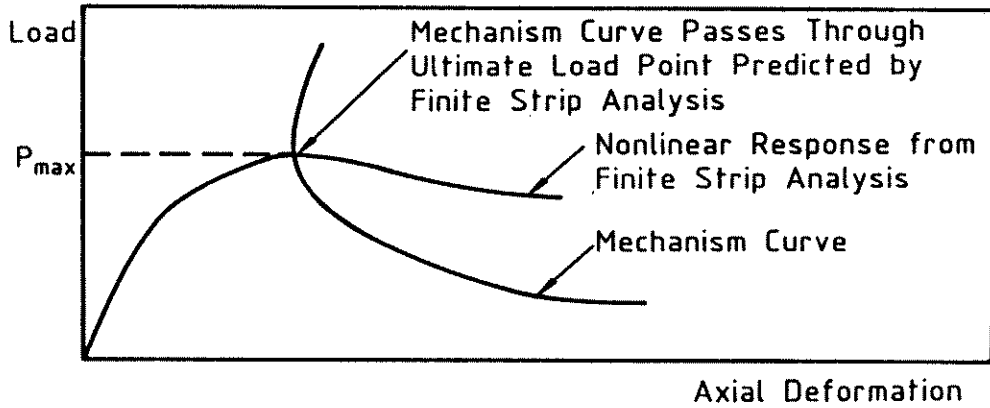 Load
Mechanism Curve Passes Through
Ultimate Load Point Predicted by
Finite Strip Analysis
Pmax
Nonlinear Response from
Finite Strip Analysis
Mechanism Curve
Axial Deformation